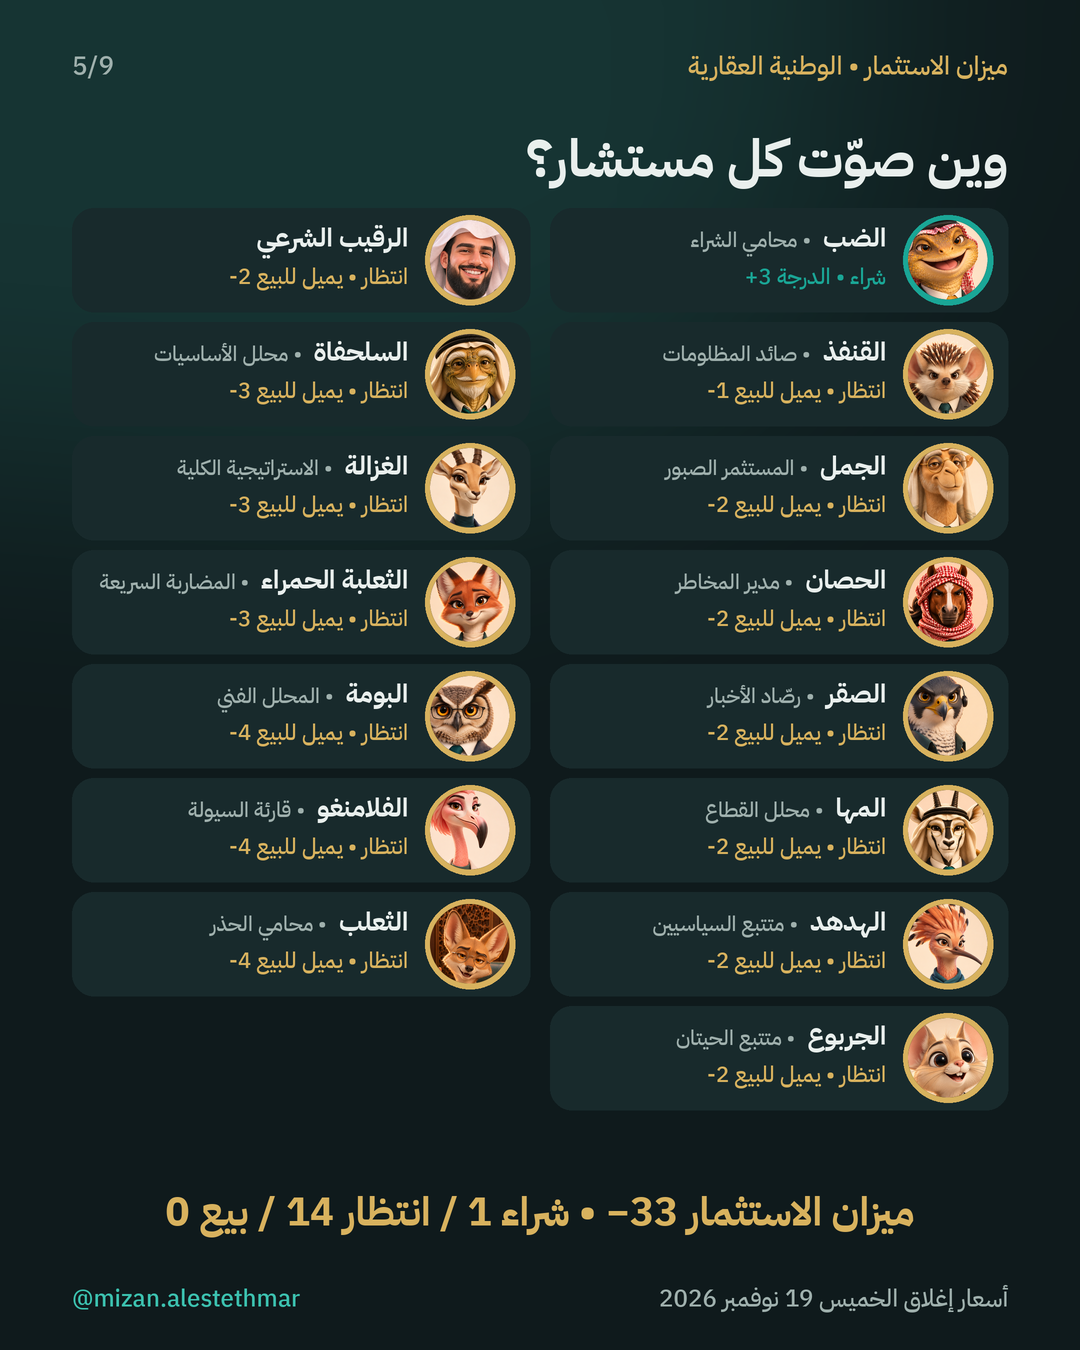 ميزان الاستثمار • الوطنية العقارية
5/9
وين صوّت كل مستشار؟
الضب • محامي الشراء
شراء • الدرجة 3+
الرقيب الشرعي
انتظار • يميل للبيع 2-
القنفذ • صائد المظلومات
انتظار • يميل للبيع 1-
السلحفاة • محلل الأساسيات
انتظار • يميل للبيع 3-
الجمل • المستثمر الصبور
انتظار • يميل للبيع 2-
الغزالة • الاستراتيجية الكلية
انتظار • يميل للبيع 3-
الحصان • مدير المخاطر
انتظار • يميل للبيع 2-
الثعلبة الحمراء • المضاربة السريعة
انتظار • يميل للبيع 3-
الصقر • رصّاد الأخبار
انتظار • يميل للبيع 2-
البومة • المحلل الفني
انتظار • يميل للبيع 4-
المها • محلل القطاع
انتظار • يميل للبيع 2-
الفلامنغو • قارئة السيولة
انتظار • يميل للبيع 4-
الهدهد • متتبع السياسيين
انتظار • يميل للبيع 2-
الثعلب • محامي الحذر
انتظار • يميل للبيع 4-
الجربوع • متتبع الحيتان
انتظار • يميل للبيع 2-
ميزان الاستثمار 33− • شراء 1 / انتظار 14 / بيع 0
أسعار إغلاق الخميس 19 نوفمبر 2026
@mizan.alestethmar